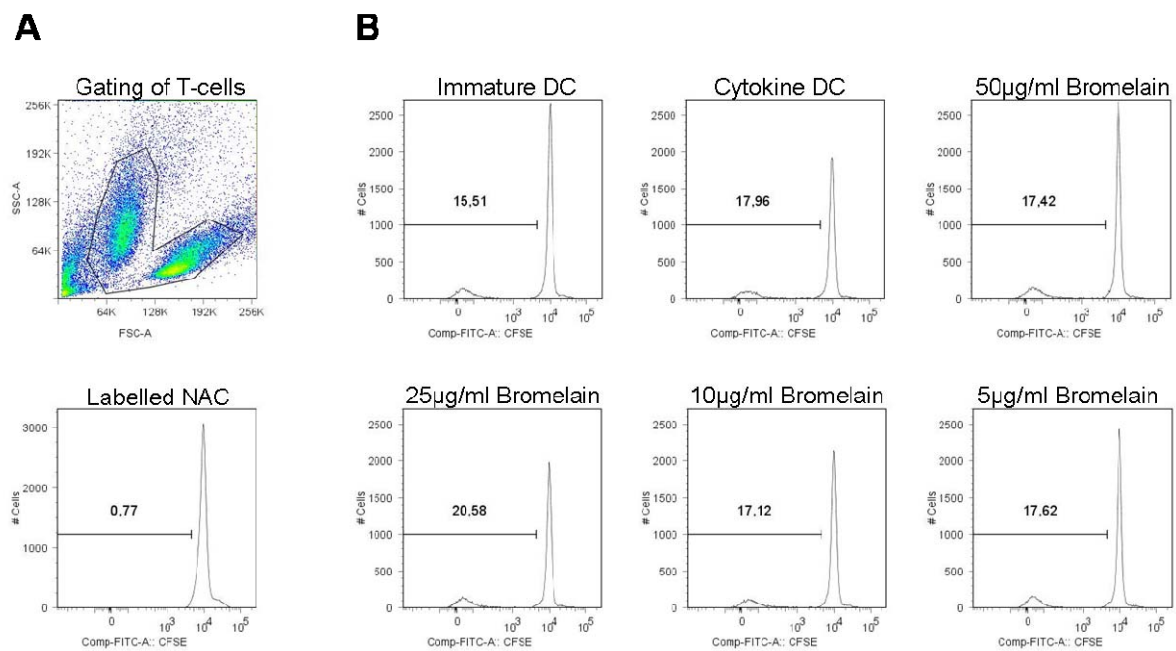 A
B
Gating of T-cells
256K
192K
128K
64K
SSC-A
64K 128K 192K 256K
FSC-A
Immature DC
2500
2000
1500
1000
500
0
# Cells
15,51
0 10³ 10⁴ 10⁵
Comp-FITC-A:: CFSE
Cytokine DC
2500
2000
1500
1000
500
0
# Cells
17,96
0 10³ 10⁴ 10⁵
Comp-FITC-A:: CFSE
50µg/ml Bromelain
2500
2000
1500
1000
500
0
# Cells
17,42
0 10³ 10⁴ 10⁵
Comp-FITC-A:: CFSE
Labelled NAC
3000
2000
1000
0
# Cells
0,77
0 10³ 10⁴ 10⁵
Comp-FITC-A:: CFSE
25µg/ml Bromelain
2500
2000
1500
1000
500
0
# Cells
20,58
0 10³ 10⁴ 10⁵
Comp-FITC-A:: CFSE
10µg/ml Bromelain
2500
2000
1500
1000
500
0
# Cells
17,12
0 10³ 10⁴ 10⁵
Comp-FITC-A:: CFSE
5µg/ml Bromelain
2500
2000
1500
1000
500
0
# Cells
17,62
0 10³ 10⁴ 10⁵
Comp-FITC-A:: CFSE